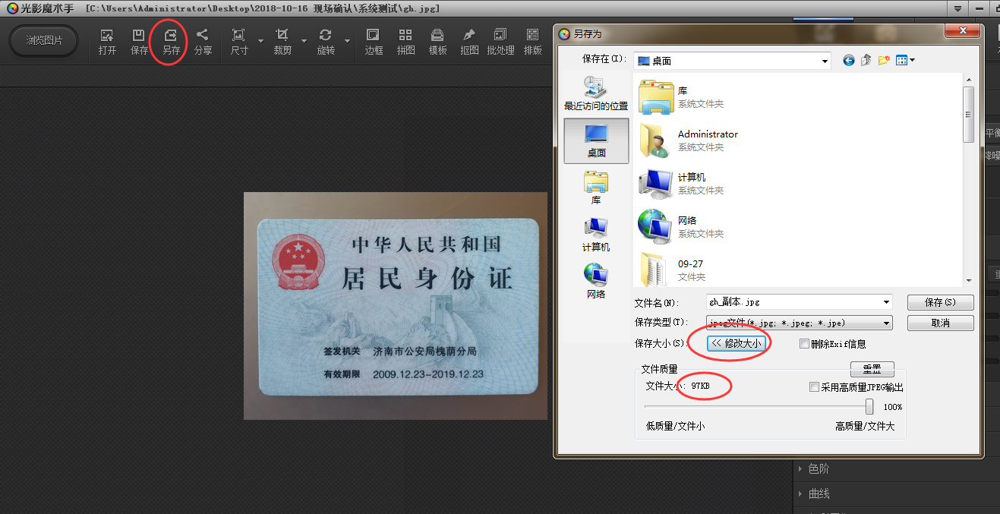 光影魔术手 [C:\Users\Administrator\Desktop\2018-10-16 现场确认\系统测试\gh.jpg]
浏览图片 打开 保存 另存 分享 尺寸 裁剪 旋转 边框 拼图 模板 抠图 批处理 排版
中华人民共和国
居民身份证
签发机关 济南市公安局槐荫分局
有效期限 2009.12.23-2019.12.23
另存为
保存在(I): 桌面
最近访问的位置
桌面
库
计算机
网络
库
系统文件夹
Administrator
系统文件夹
计算机
系统文件夹
网络
系统文件夹
09-27
文件夹
文件名(N): gh_副本.jpg 保存(S)
保存类型(T): jpeg文件(*.jpg; *.jpeg; *.jpe) 取消
保存大小(S): << 修改大小 删除Exif信息
文件质量 重置
文件大小: 97KB 采用高质量JPEG输出
100%
低质量/文件小 高质量/文件大
平衡
降噪
色阶
曲线